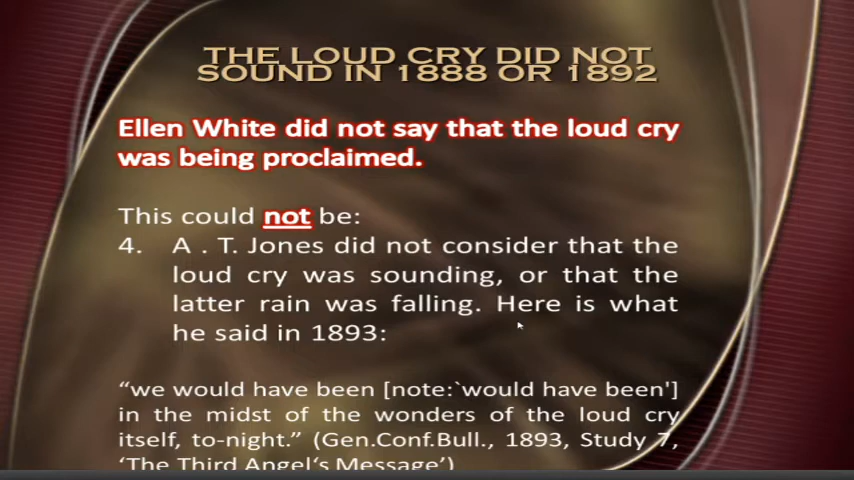 THE LOUD CRY DID NOT
SOUND IN 1888 OR 1892
Ellen White did not say that the loud cry
was being proclaimed.
This could not be:
4. A . T. Jones did not consider that the
loud cry was sounding, or that the
latter rain was falling. Here is what
he said in 1893:
“we would have been [note:`would have been']
in the midst of the wonders of the loud cry
itself, to-night.” (Gen.Conf.Bull., 1893, Study 7,
‘The Third Angel‘s Message’)